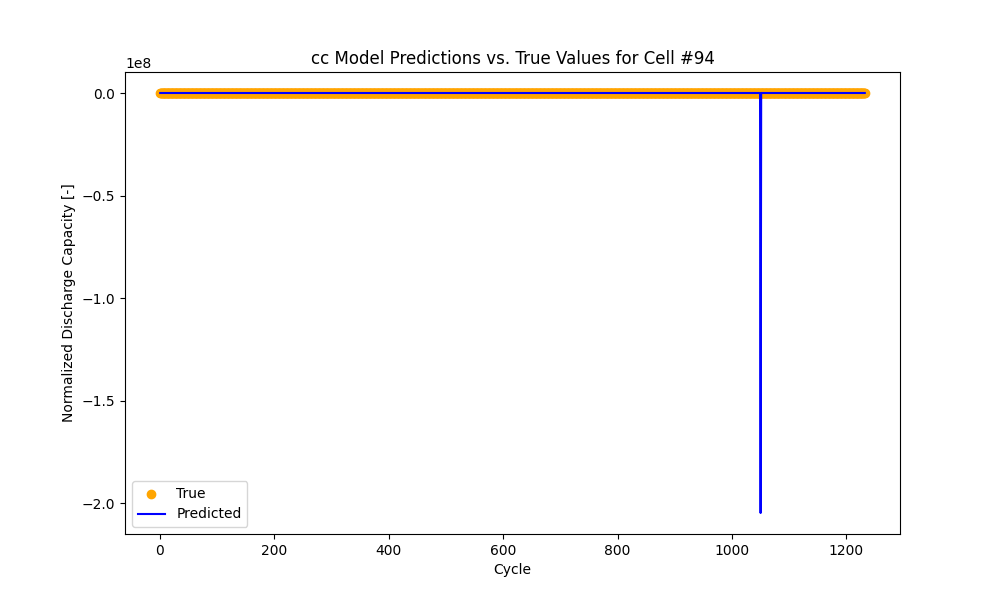 cc Model Predictions vs. True Values for Cell #94
1e8
0.0
−0.5
−1.0
−1.5
−2.0
Normalized Discharge Capacity [-]
True
Predicted
0 200 400 600 800 1000 1200
Cycle